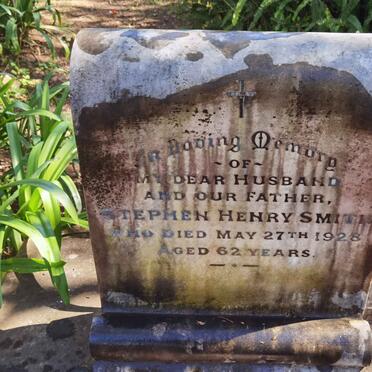 In Loving Memory
~ OF ~
MY DEAR HUSBAND
AND OUR FATHER,
STEPHEN HENRY SMITH
WHO DIED MAY 27TH 1928
AGED 62 YEARS.